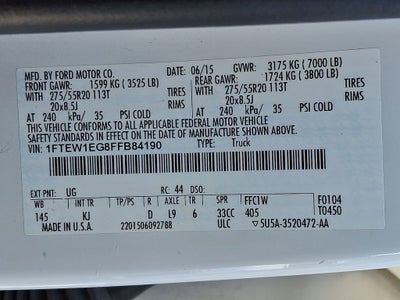 MFD. BY FORD MOTOR CO.
DATE: 06/15 GVWR: 3175 KG (7000 LB)
FRONT GAWR: 1599 KG (3525 LB) REAR GAWR: 1724 KG (3800 LB)
WITH 275/55R20 113T TIRES WITH 275/55R20 113T TIRES
20x8.5J RIMS 20x8.5J RIMS
AT 240 kPa/ 35 PSI COLD AT 240 kPa/ 35 PSI COLD
THIS VEHICLE CONFORMS TO ALL APPLICABLE FEDERAL MOTOR VEHICLE
SAFETY STANDARDS IN EFFECT ON THE DATE OF MANUFACTURE SHOWN ABOVE.
VIN: 1FTEW1EG8FFB84190 TYPE: Truck
EXT PNT: UG RC: 44 DSO:
WB INT TR TP/PS R AXLE TR SPR FFC1W F0104
145 KJ D L9 6 33CC 405 T0450
MADE IN U.S.A. 2201506092788 ULC 5U5A-3520472-AA